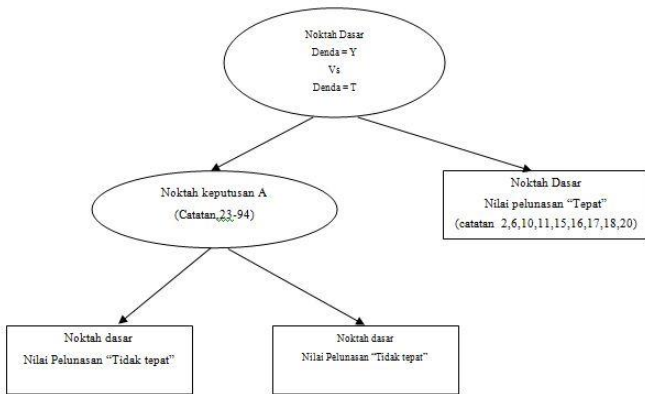 Noktah Dasar
Denda = Y
Vs
Denda = T
Noktah keputusan A
(Catatan,23-94)
Noktah Dasar
Nilai pelunasan “Tepat”
(catatan 2,6,10,11,15,16,17,18,20)
Noktah dasar
Nilai Pelunasan “Tidak tepat”
Noktah dasar
Nilai Pelunasan “Tidak tepat”